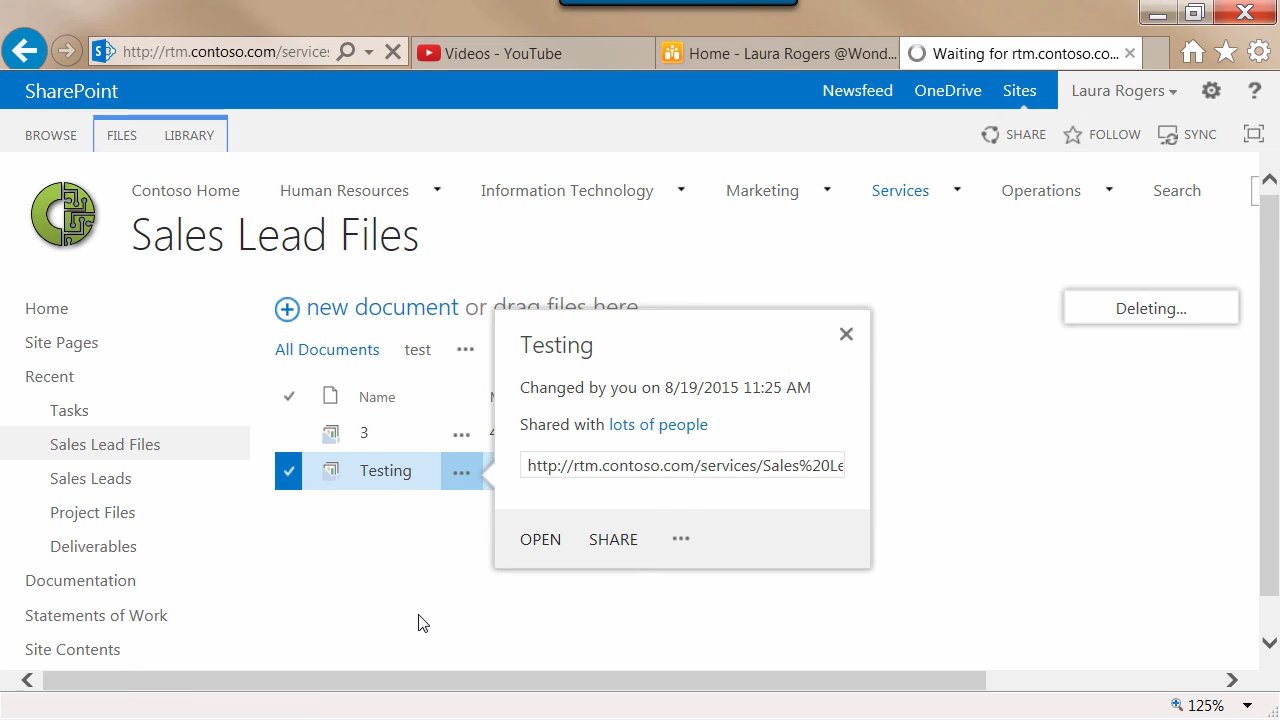 http://rtm.contoso.com/services
Videos - YouTube
Home - Laura Rogers @Wond...
Waiting for rtm.contoso.co...
SharePoint
Newsfeed
OneDrive
Sites
Laura Rogers
?
BROWSE
FILES
LIBRARY
SHARE
FOLLOW
SYNC
Contoso Home
Human Resources
Information Technology
Marketing
Services
Operations
Search
Sales Lead Files
Home
Site Pages
Recent
Tasks
Sales Lead Files
Sales Leads
Project Files
Deliverables
Documentation
Statements of Work
Site Contents
new document or drag files here
Deleting...
All Documents
test
Name
3
Testing
Testing
Changed by you on 8/19/2015 11:25 AM
Shared with lots of people
http://rtm.contoso.com/services/Sales%20Le
OPEN
SHARE
125%